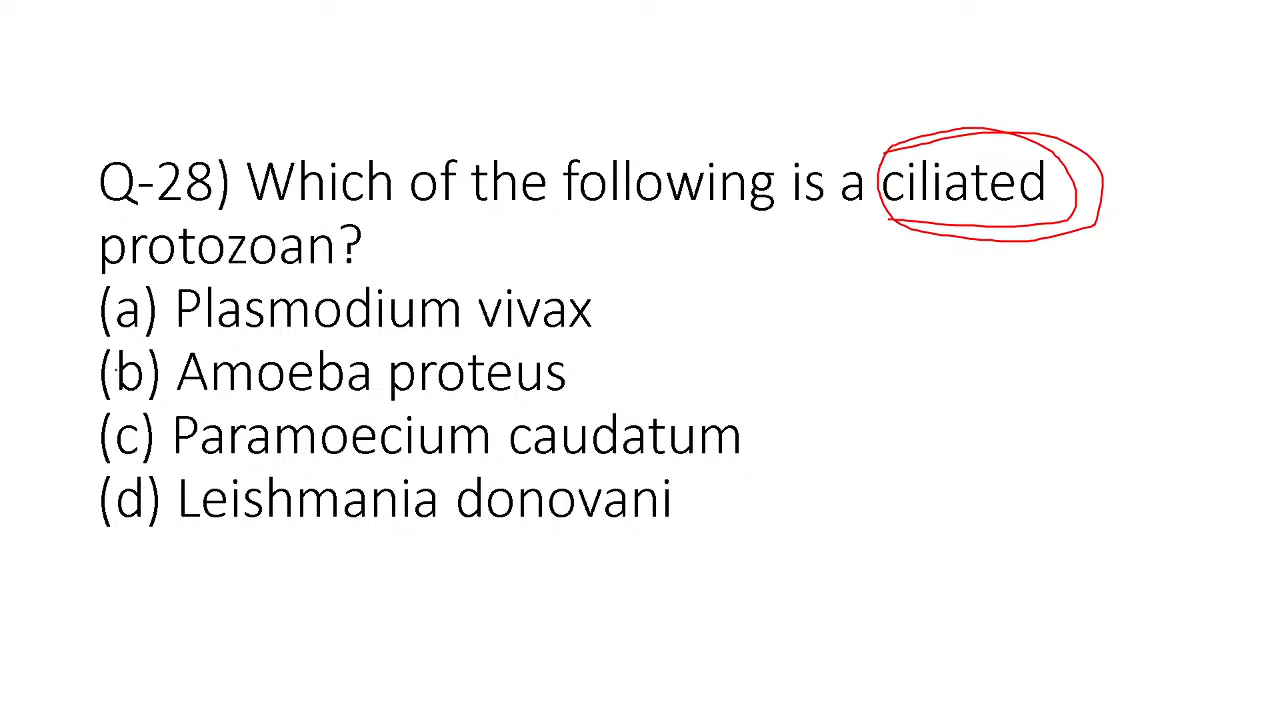 Q-28) Which of the following is a ciliated
protozoan?
(a) Plasmodium vivax
(b) Amoeba proteus
(c) Paramoecium caudatum
(d) Leishmania donovani